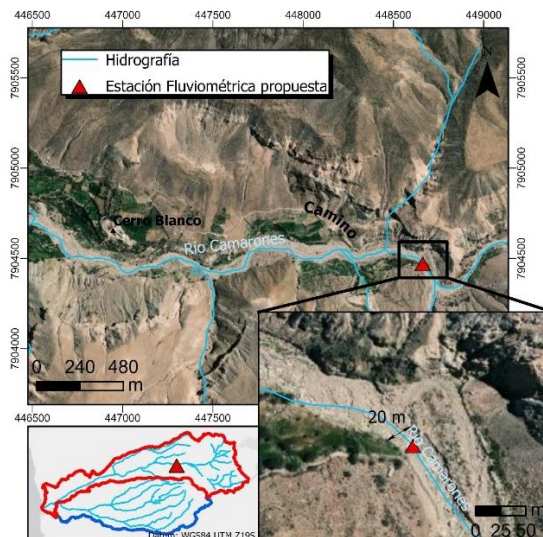 446500 447000 447500 448000 448500 449000
Hidrografía
Estación Fluviométrica propuesta
7905500
7905500
7905000
7905000
Camino
Cerro Blanco
Río Camarones
7904500
7904500
7904000
0 240 480
m
446500 447000 447500
20 m
Río Camarones
0 25 50
m
Datum: WGS84 UTM Z19S